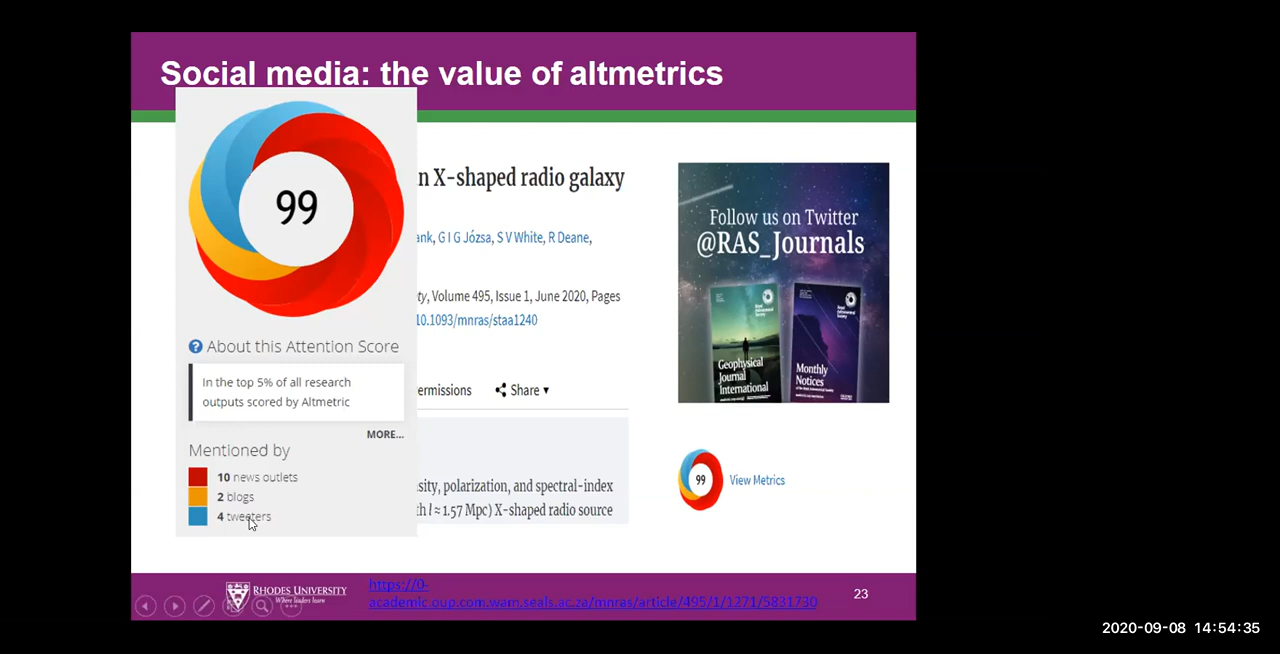 Social media: the value of altmetrics
99
About this Attention Score
In the top 5% of all research
outputs scored by Altmetric
MORE...
Mentioned by
10 news outlets
2 blogs
4 tweeters
n X-shaped radio galaxy
ank, G I G Józsa, S V White, R Deane,
ty, Volume 495, Issue 1, June 2020, Pages
10.1093/mnras/staa1240
ermissions Share
sity, polarization, and spectral-index
th l ≈ 1.57 Mpc) X-shaped radio source
Follow us on Twitter
@RAS_Journals
Geophysical
Journal
International
Monthly
Notices
99 View Metrics
RHODES UNIVERSITY
Where leaders learn
https://0-
academic.oup.com.wam.seals.ac.za/mnras/article/495/1/1271/5831730
23
2020-09-08 14:54:35